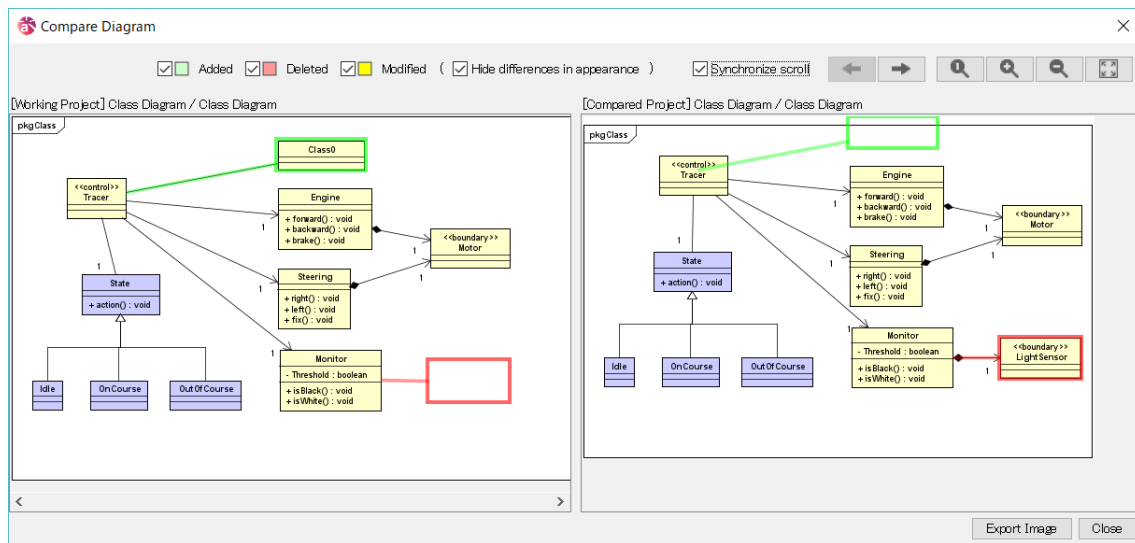 Compare Diagram
Added Deleted Modified ( Hide differences in appearance ) Synchronize scroll
[Working Project] Class Diagram / Class Diagram
pkgClass
Class0
<<control>>
Tracer
Engine
+ forward() : void
+ backward() : void
+ brake() : void
1
<<boundary>>
Motor
1
1
State
+ action() : void
Steering
+ right() : void
+ left() : void
+ fix() : void
1
1
Monitor
- Threshold : boolean
+ isBlack() : void
+ isWhite() : void
1
Idle
OnCourse
OutOfCourse
[Compared Project] Class Diagram / Class Diagram
pkgClass
<<control>>
Tracer
Engine
+ forward() : void
+ backward() : void
+ brake() : void
1
<<boundary>>
Motor
1
1
State
+ action() : void
Steering
+ right() : void
+ left() : void
+ fix() : void
1
1
Monitor
- Threshold : boolean
+ isBlack() : void
+ isWhite() : void
1
<<boundary>>
LightSensor
1
Idle
OnCourse
OutOfCourse
Export Image
Close